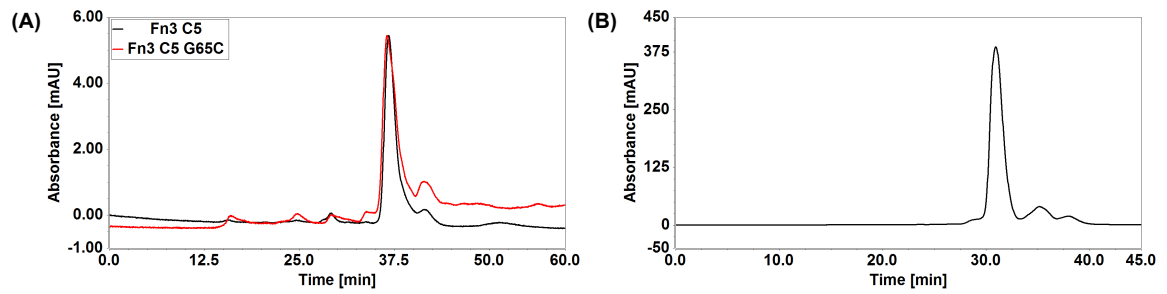 (A)
6.00
4.00
2.00
0.00
-1.00
Absorbance [mAU]
Fn3 C5
Fn3 C5 G65C
0.0
12.5
25.0
37.5
50.0
60.0
Time [min]
(B)
450
375
250
125
0
-50
Absorbance [mAU]
0.0
10.0
20.0
30.0
40.0
45.0
Time [min]